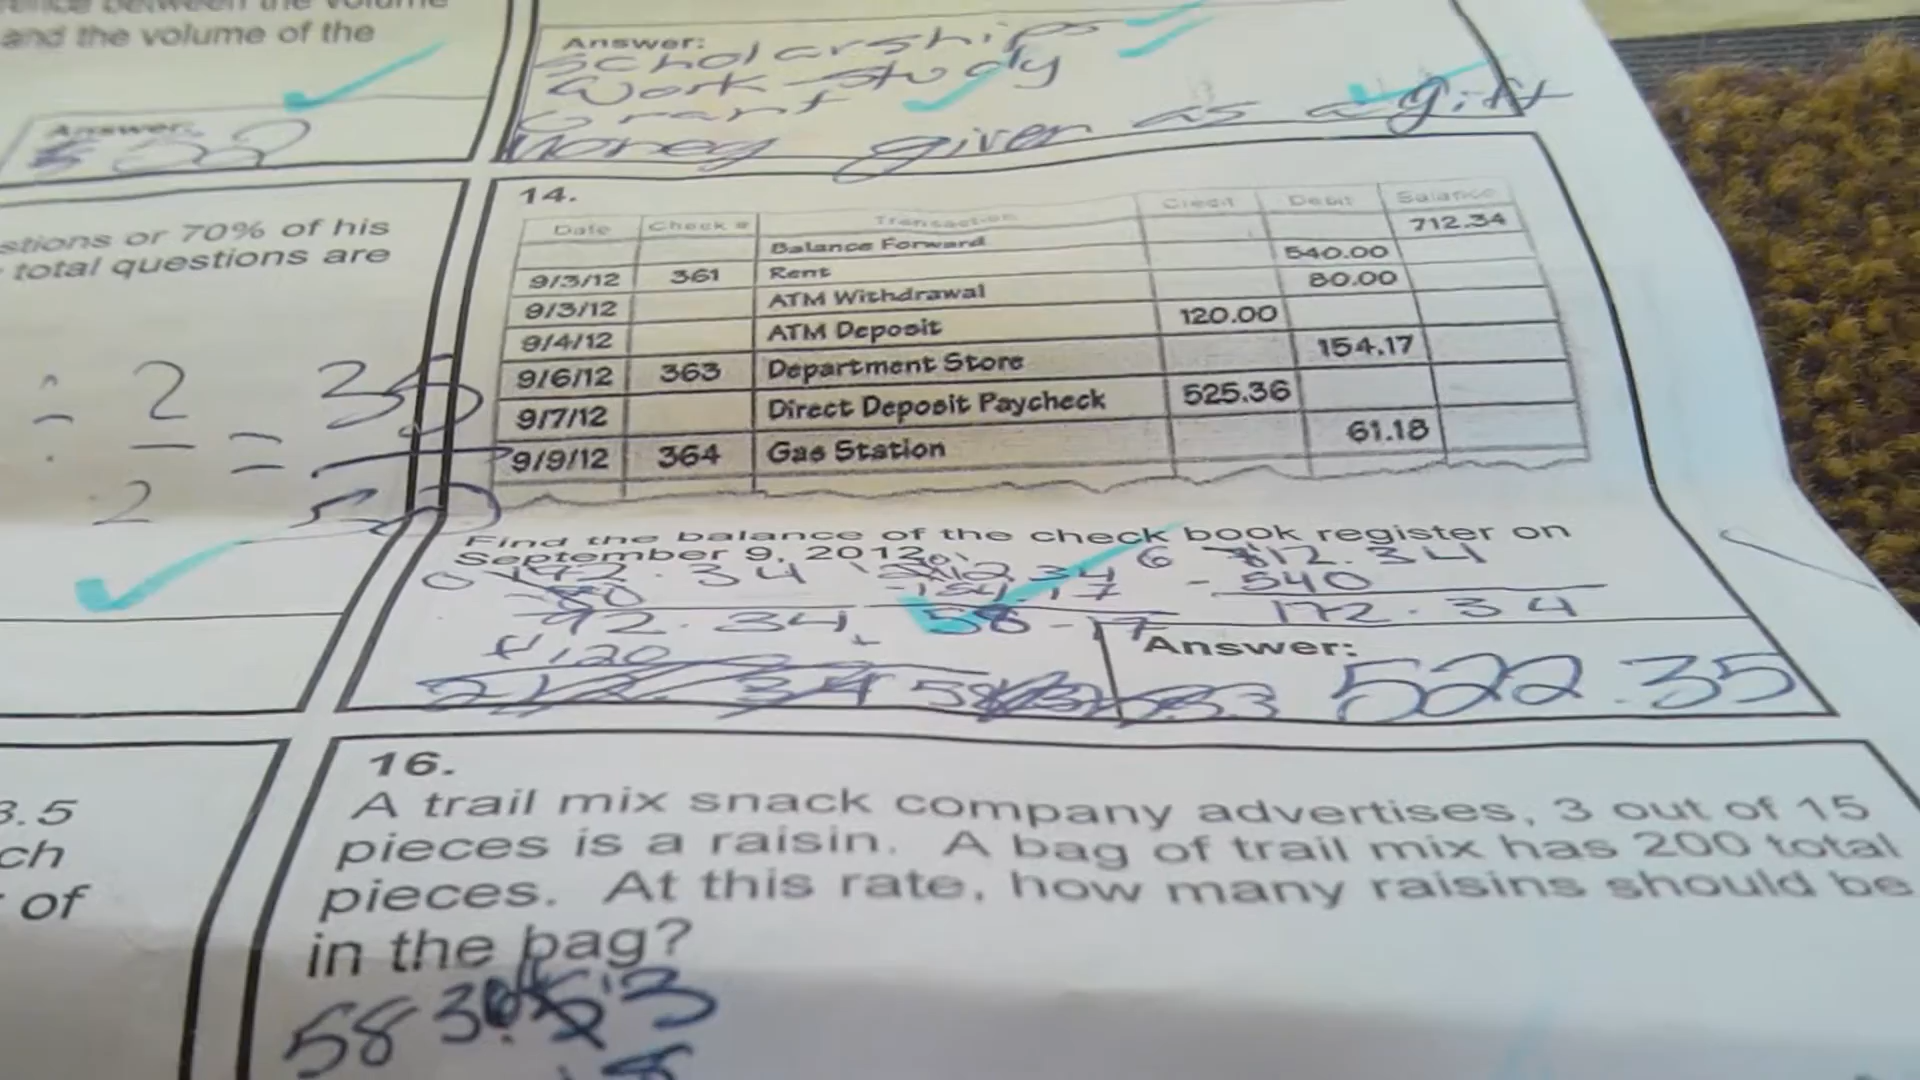 and the volume of the
Answer:
Scholarships
Work-study
Grant
Money given as a gift
Answer:
stions or 70% of his
total questions are
÷ 2 = 35
2 50
14.
Date Check # Transaction Credit Debit Balance
Balance Forward 712.34
9/3/12 361 Rent 540.00
9/3/12 ATM Withdrawal 80.00
9/4/12 ATM Deposit 120.00
9/6/12 363 Department Store 154.17
9/7/12 Direct Deposit Paycheck 525.36
9/9/12 364 Gas Station 61.18
Find the balance of the check book register on
September 9, 2012.
172.34
80
92.34
+120
212.34
154.17
58.17
712.34
- 540
172.34
Answer:
522.35
3.5
ch
of
16.
A trail mix snack company advertises, 3 out of 15
pieces is a raisin. A bag of trail mix has 200 total
pieces. At this rate, how many raisins should be
in the bag?
583